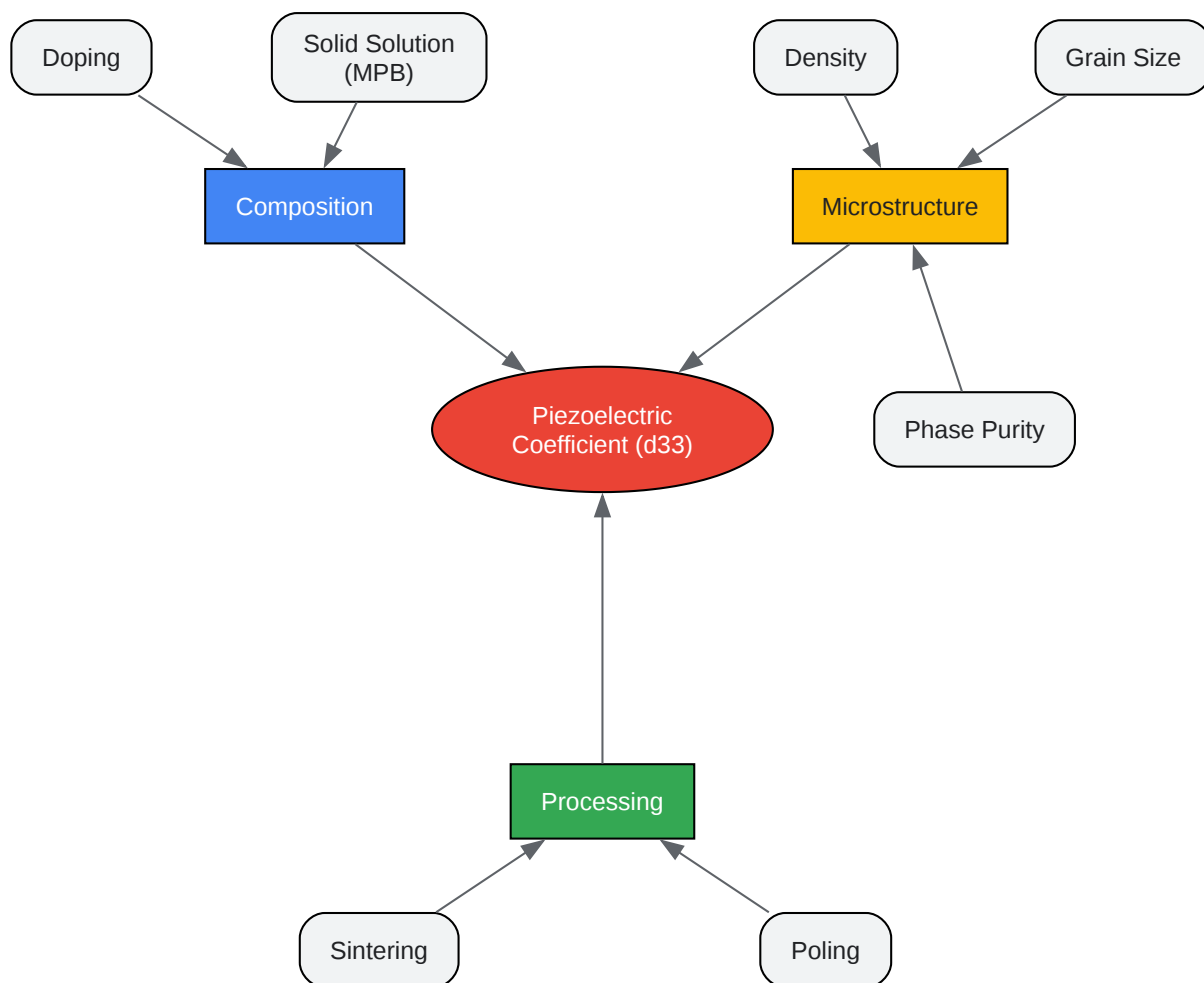 Doping
Solid Solution
(MPB)
Density
Grain Size
Composition
Microstructure
Piezoelectric
Coefficient (d33)
Phase Purity
Processing
Sintering
Poling